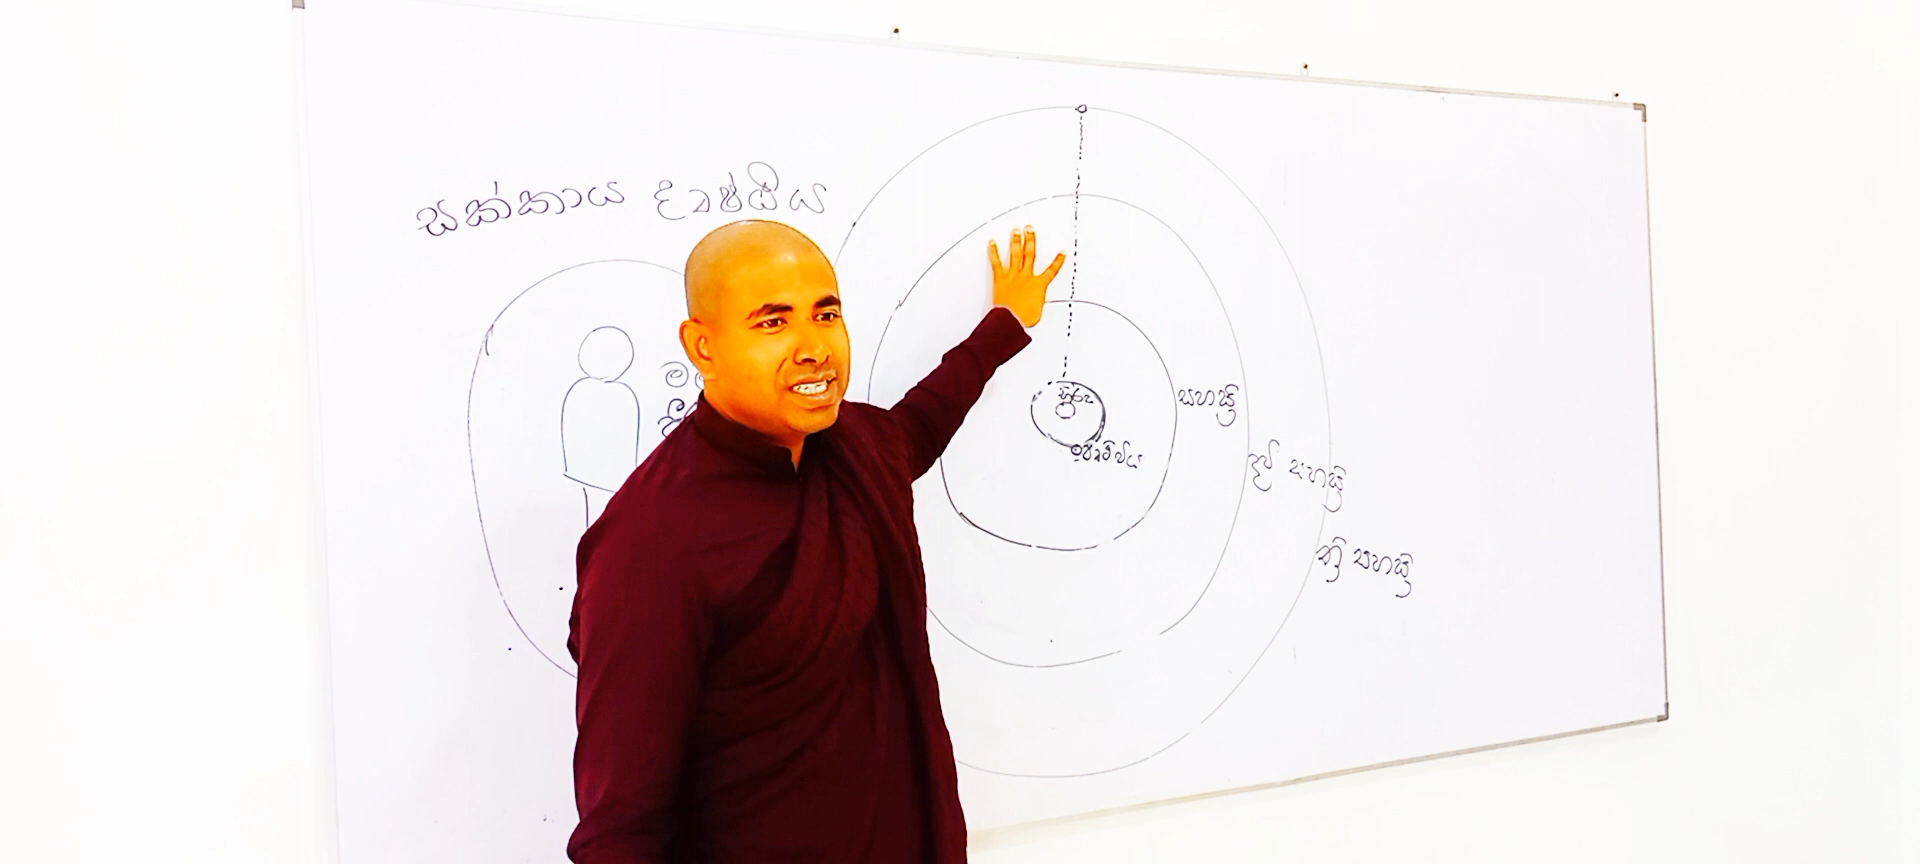 සක්කාය දෘෂ්ඨිය
හිරු
සහස්‍රි
ද්වි සහස්‍රි
ත්‍රි සහස්‍රි